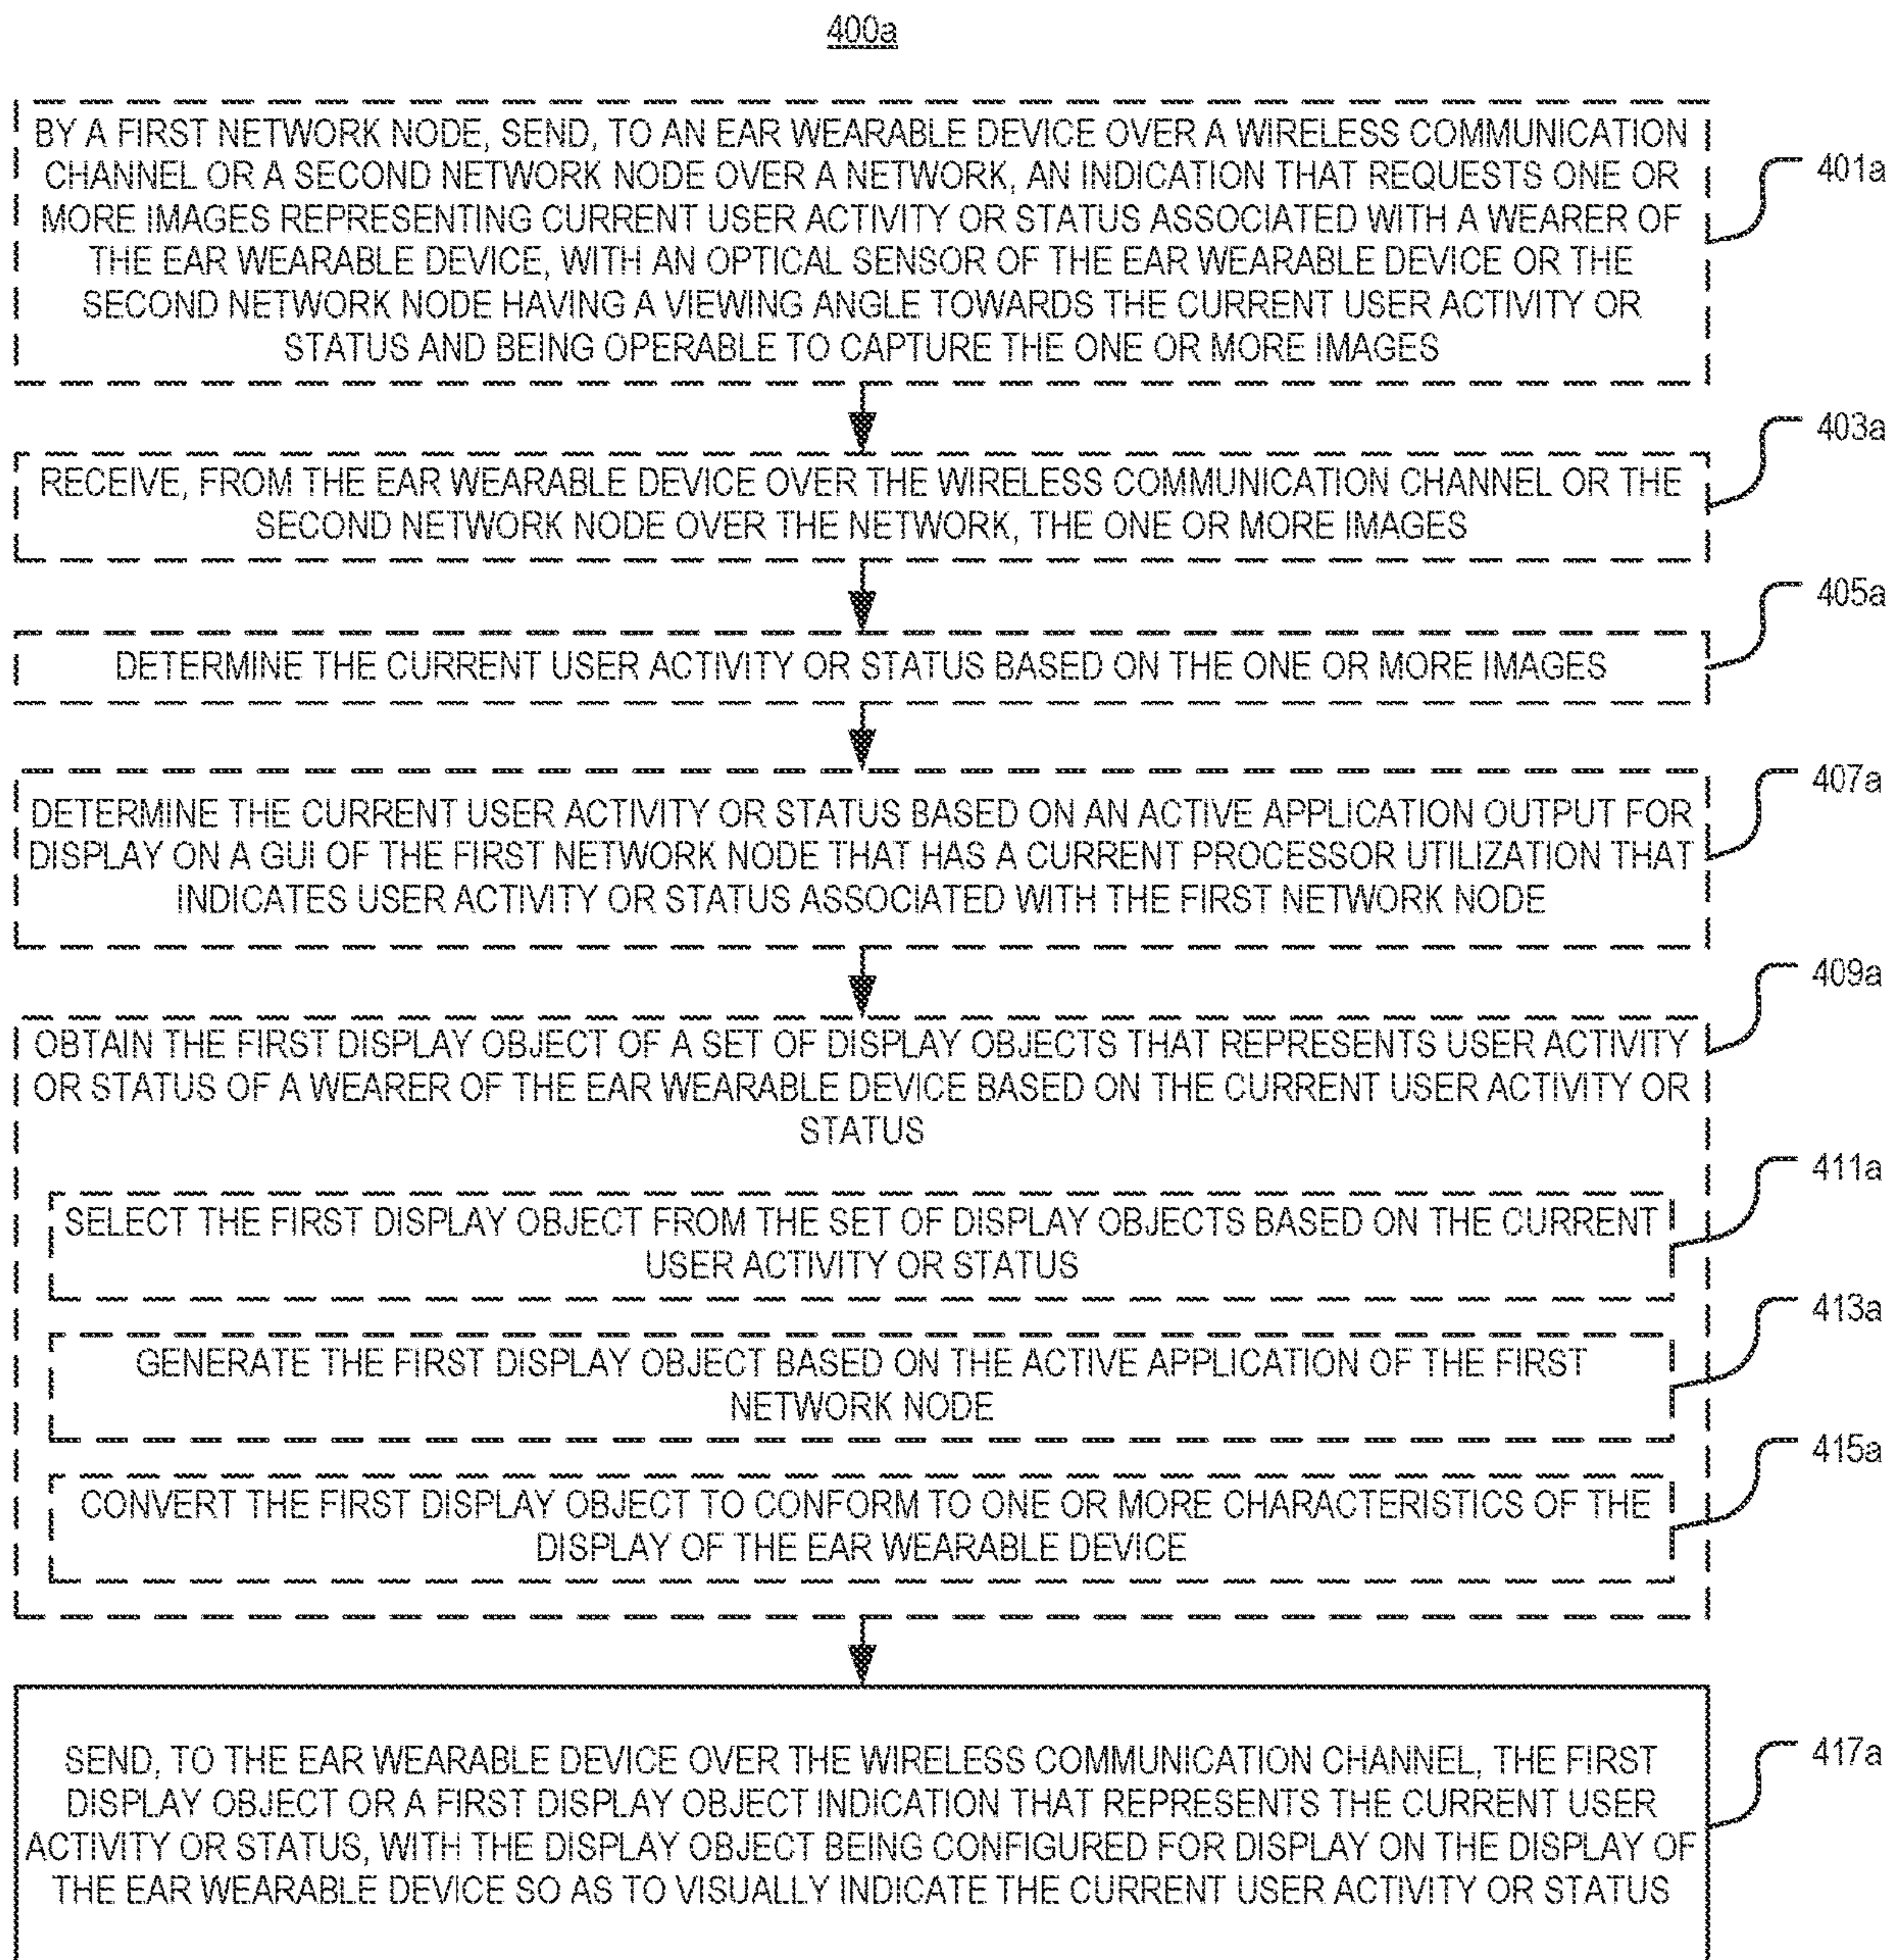 400a
BY A FIRST NETWORK NODE, SEND, TO AN EAR WEARABLE DEVICE OVER A WIRELESS COMMUNICATION
CHANNEL OR A SECOND NETWORK NODE OVER A NETWORK, AN INDICATION THAT REQUESTS ONE OR
MORE IMAGES REPRESENTING CURRENT USER ACTIVITY OR STATUS ASSOCIATED WITH A WEARER OF
THE EAR WEARABLE DEVICE, WITH AN OPTICAL SENSOR OF THE EAR WEARABLE DEVICE OR THE
SECOND NETWORK NODE HAVING A VIEWING ANGLE TOWARDS THE CURRENT USER ACTIVITY OR
STATUS AND BEING OPERABLE TO CAPTURE THE ONE OR MORE IMAGES
401a
RECEIVE, FROM THE EAR WEARABLE DEVICE OVER THE WIRELESS COMMUNICATION CHANNEL OR THE
SECOND NETWORK NODE OVER THE NETWORK, THE ONE OR MORE IMAGES
403a
DETERMINE THE CURRENT USER ACTIVITY OR STATUS BASED ON THE ONE OR MORE IMAGES
405a
DETERMINE THE CURRENT USER ACTIVITY OR STATUS BASED ON AN ACTIVE APPLICATION OUTPUT FOR
DISPLAY ON A GUI OF THE FIRST NETWORK NODE THAT HAS A CURRENT PROCESSOR UTILIZATION THAT
INDICATES USER ACTIVITY OR STATUS ASSOCIATED WITH THE FIRST NETWORK NODE
407a
OBTAIN THE FIRST DISPLAY OBJECT OF A SET OF DISPLAY OBJECTS THAT REPRESENTS USER ACTIVITY
OR STATUS OF A WEARER OF THE EAR WEARABLE DEVICE BASED ON THE CURRENT USER ACTIVITY OR
STATUS
409a
SELECT THE FIRST DISPLAY OBJECT FROM THE SET OF DISPLAY OBJECTS BASED ON THE CURRENT
USER ACTIVITY OR STATUS
411a
GENERATE THE FIRST DISPLAY OBJECT BASED ON THE ACTIVE APPLICATION OF THE FIRST
NETWORK NODE
413a
CONVERT THE FIRST DISPLAY OBJECT TO CONFORM TO ONE OR MORE CHARACTERISTICS OF THE
DISPLAY OF THE EAR WEARABLE DEVICE
415a
SEND, TO THE EAR WEARABLE DEVICE OVER THE WIRELESS COMMUNICATION CHANNEL, THE FIRST
DISPLAY OBJECT OR A FIRST DISPLAY OBJECT INDICATION THAT REPRESENTS THE CURRENT USER
ACTIVITY OR STATUS, WITH THE DISPLAY OBJECT BEING CONFIGURED FOR DISPLAY ON THE DISPLAY OF
THE EAR WEARABLE DEVICE SO AS TO VISUALLY INDICATE THE CURRENT USER ACTIVITY OR STATUS
417a